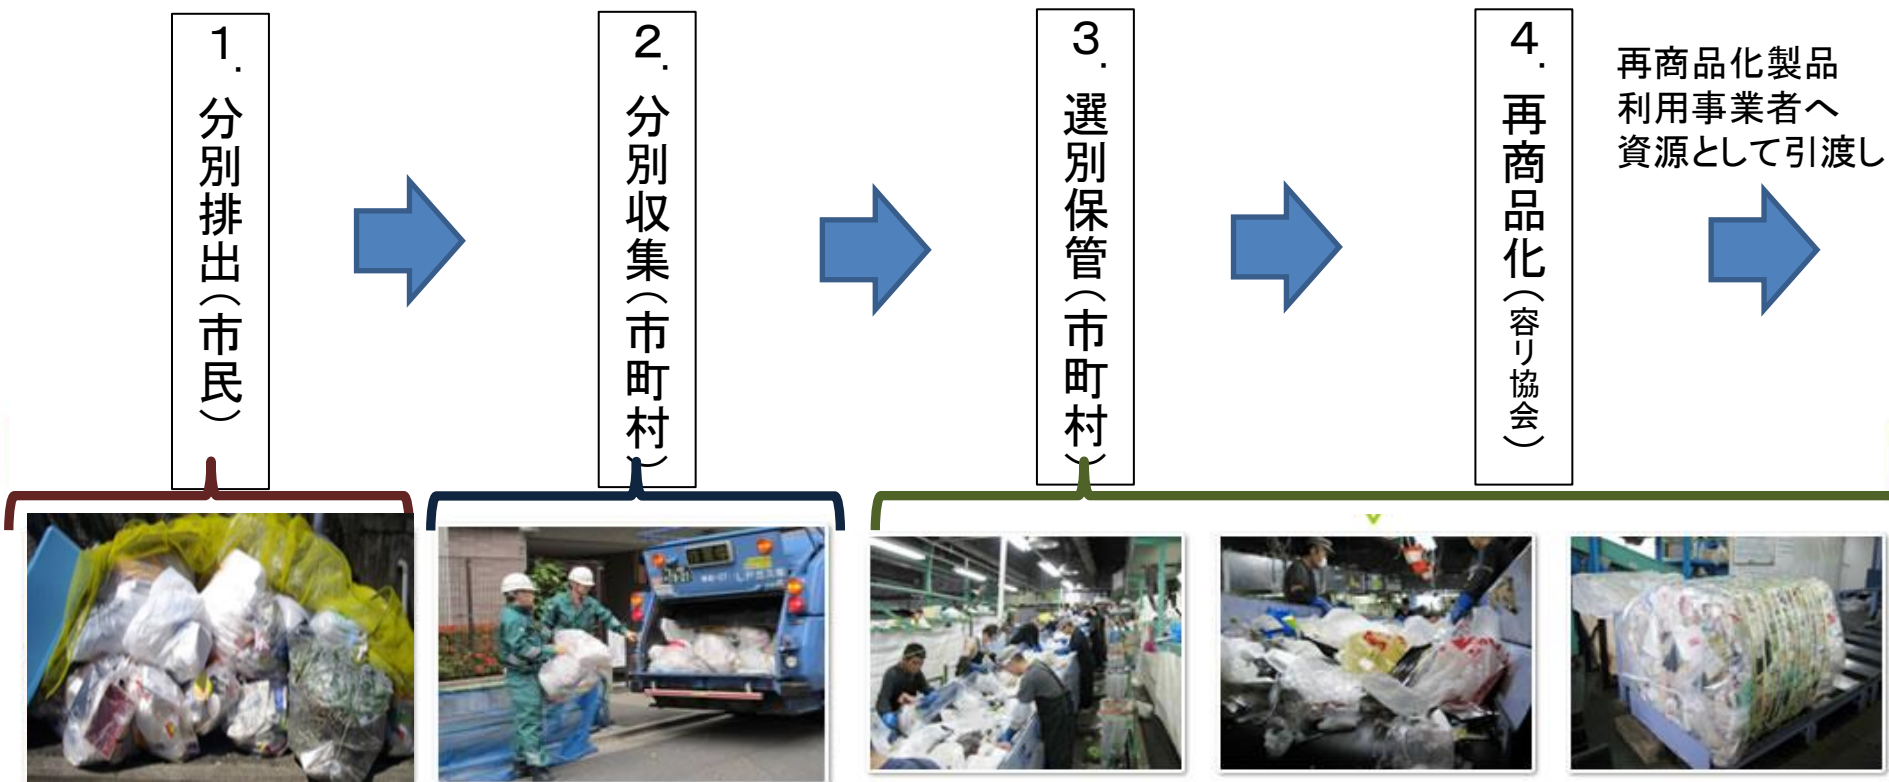 1.分別排出(市民)
2.分別収集(市町村)
3.選別保管(市町村)
4.再商品化(容リ協会)
再商品化製品
利用事業者へ
資源として引渡し